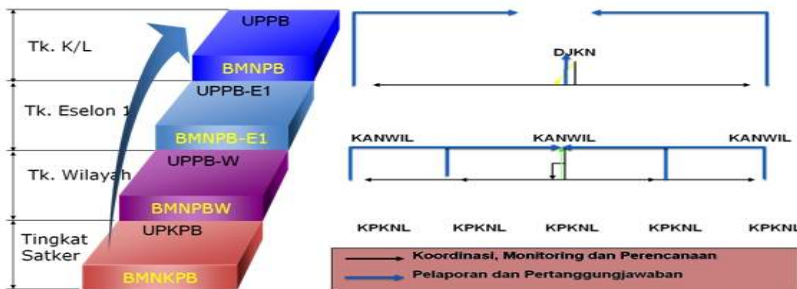 Tk. K/L
UPPB
BMNPB
Tk. Eselon 1
UPPB-E1
BMNPB-E1
Tk. Wilayah
UPPB-W
BMNPBW
Tingkat
Satker
UPKPB
BMNKPB
DJKN
KANWIL KANWIL KANWIL
KPKNL KPKNL KPKNL KPKNL KPKNL
Koordinasi, Monitoring dan Perencanaan
Pelaporan dan Pertanggungjawaban